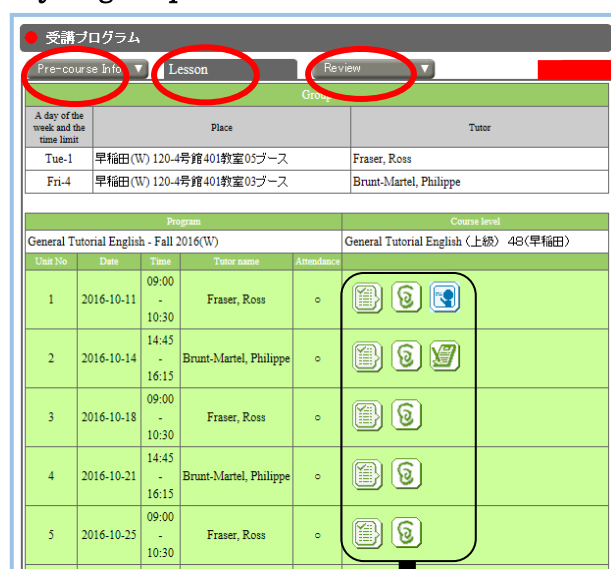 受講プログラム
Pre-course Info Lesson Review
Group
A day of the week and the time limit Place Tutor
Tue-1 早稲田(W) 120-4号館401教室05ブース Fraser, Ross
Fri-4 早稲田(W) 120-4号館401教室03ブース Brunt-Martel, Philippe
Program Course level
General Tutorial English - Fall 2016(W) General Tutorial English (上級) 48(早稲田)
Unit No Date Time Tutor name Attendance
1 2016-10-11 09:00 - 10:30 Fraser, Ross ○
2 2016-10-14 14:45 - 16:15 Brunt-Martel, Philippe ○
3 2016-10-18 09:00 - 10:30 Fraser, Ross ○
4 2016-10-21 14:45 - 16:15 Brunt-Martel, Philippe ○
5 2016-10-25 09:00 - 10:30 Fraser, Ross ○